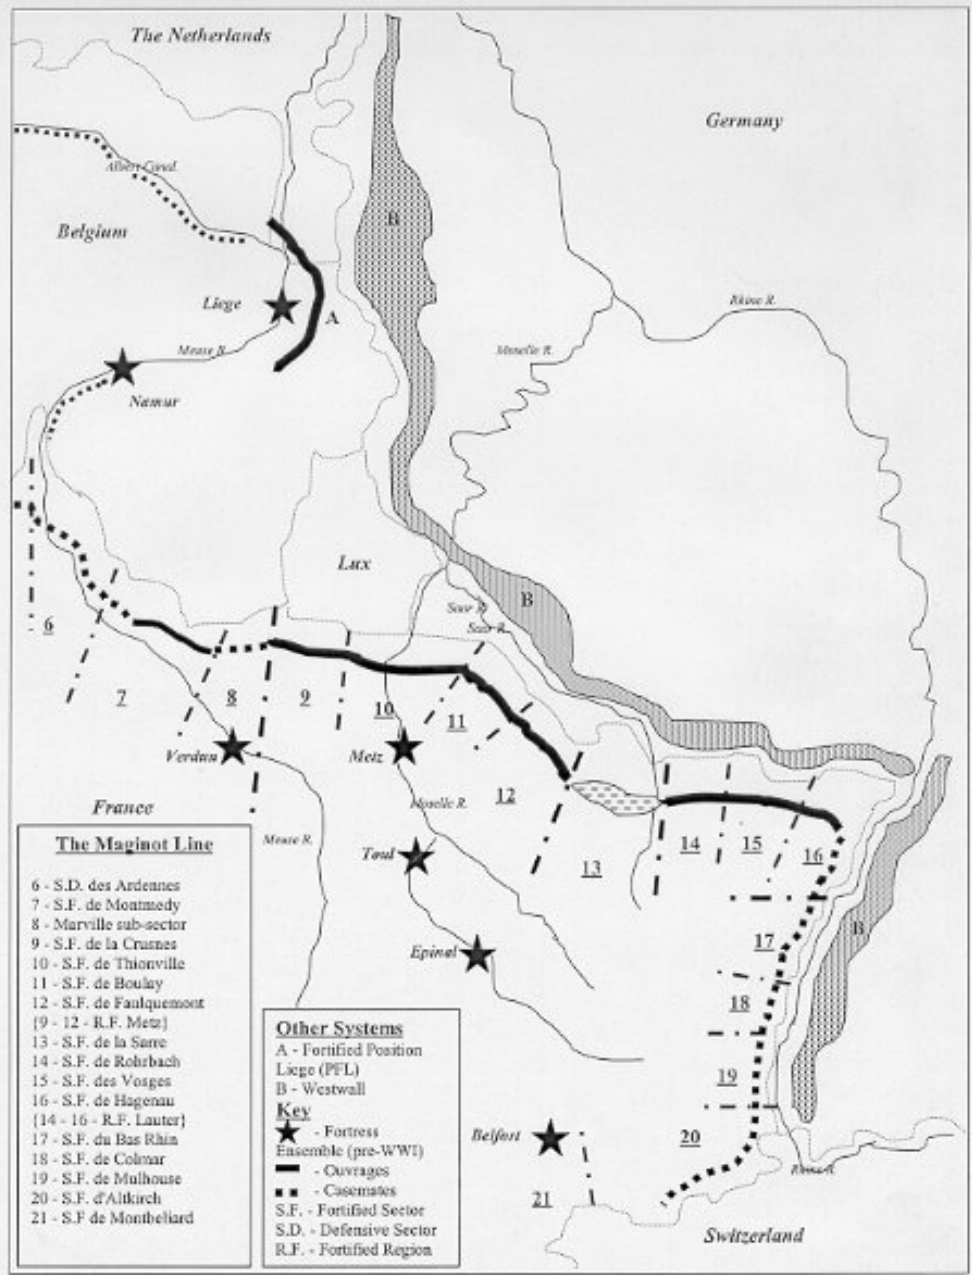 The Netherlands
Germany
Albert Canal
Belgium
B
Liege
A
Rhine R.
Meuse R.
Moselle R.
Namur
Lux
B
Saar R.
Saar R.
6
7
8
9
10
11
Verdun
Metz
12
France
Moselle R.
Meuse R.
Toul
13
14
15
16
Epinal
17
B
18
19
Belfort
20
Rhine R.
21
Switzerland
The Maginot Line
6 - S.D. des Ardennes
7 - S.F. de Montmedy
8 - Marville sub-sector
9 - S.F. de la Crusnes
10 - S.F. de Thionville
11 - S.F. de Boulay
12 - S.F. de Faulquemont
{9 - 12 - R.F. Metz}
13 - S.F. de la Sarre
14 - S.F. de Rohrbach
15 - S.F. des Vosges
16 - S.F. de Hagenau
{14 - 16 - R.F. Lauter}
17 - S.F. du Bas Rhin
18 - S.F. de Colmar
19 - S.F. de Mulhouse
20 - S.F. d'Altkirch
21 - S.F de Montbeliard
Other Systems
A - Fortified Position
Liege (PFL)
B - Westwall
Key
- Fortress
Ensemble (pre-WWI)
- Ouvrages
- Casemates
S.F. - Fortified Sector
S.D. - Defensive Sector
R.F. - Fortified Region